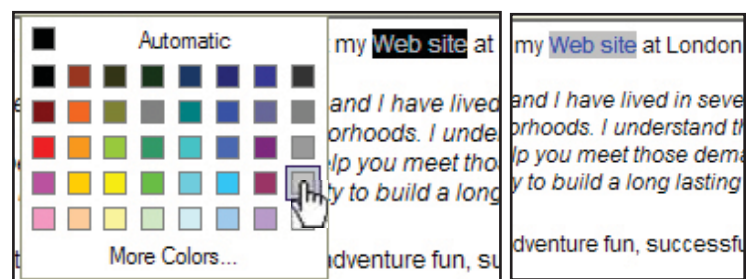 Automatic
my Web site at
and I have lived
orhoods. I unde
lp you meet tho
y to build a long
More Colors...
dventure fun, su
my Web site at London
and I have lived in seve
orhoods. I understand th
lp you meet those dema
y to build a long lasting
dventure fun, successfu